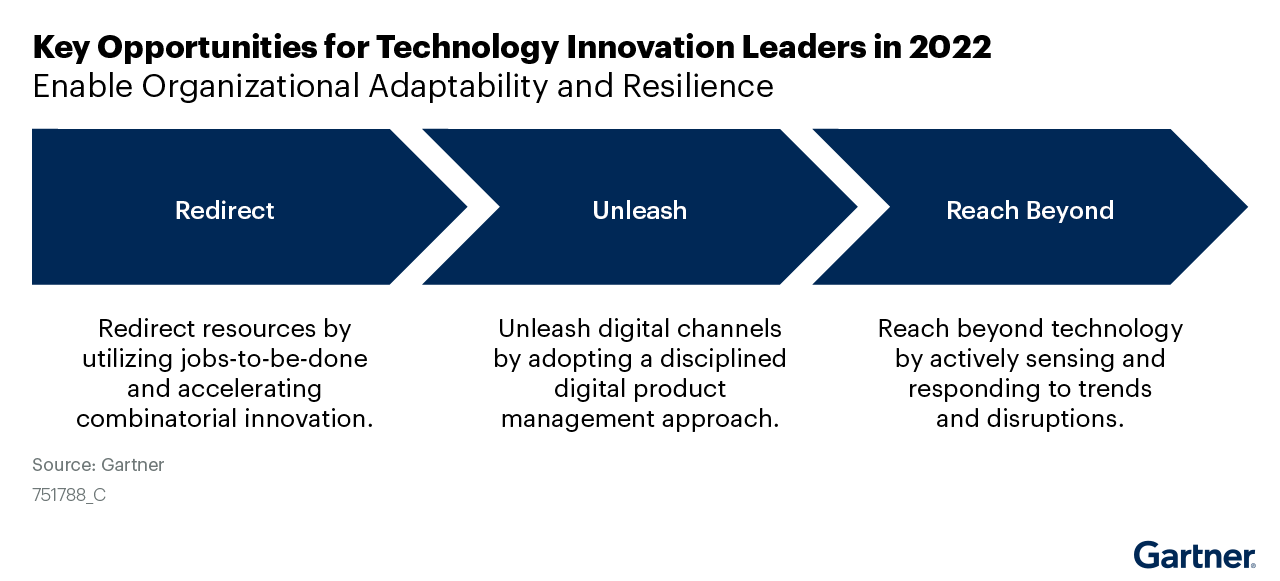 Key Opportunities for Technology Innovation Leaders in 2022
Enable Organizational Adaptability and Resilience
Redirect
Unleash
Reach Beyond
Redirect resources by
utilizing jobs-to-be-done
and accelerating
combinatorial innovation.
Unleash digital channels
by adopting a disciplined
digital product
management approach.
Reach beyond technology
by actively sensing and
responding to trends
and disruptions.
Source: Gartner
751788_C
Gartner®